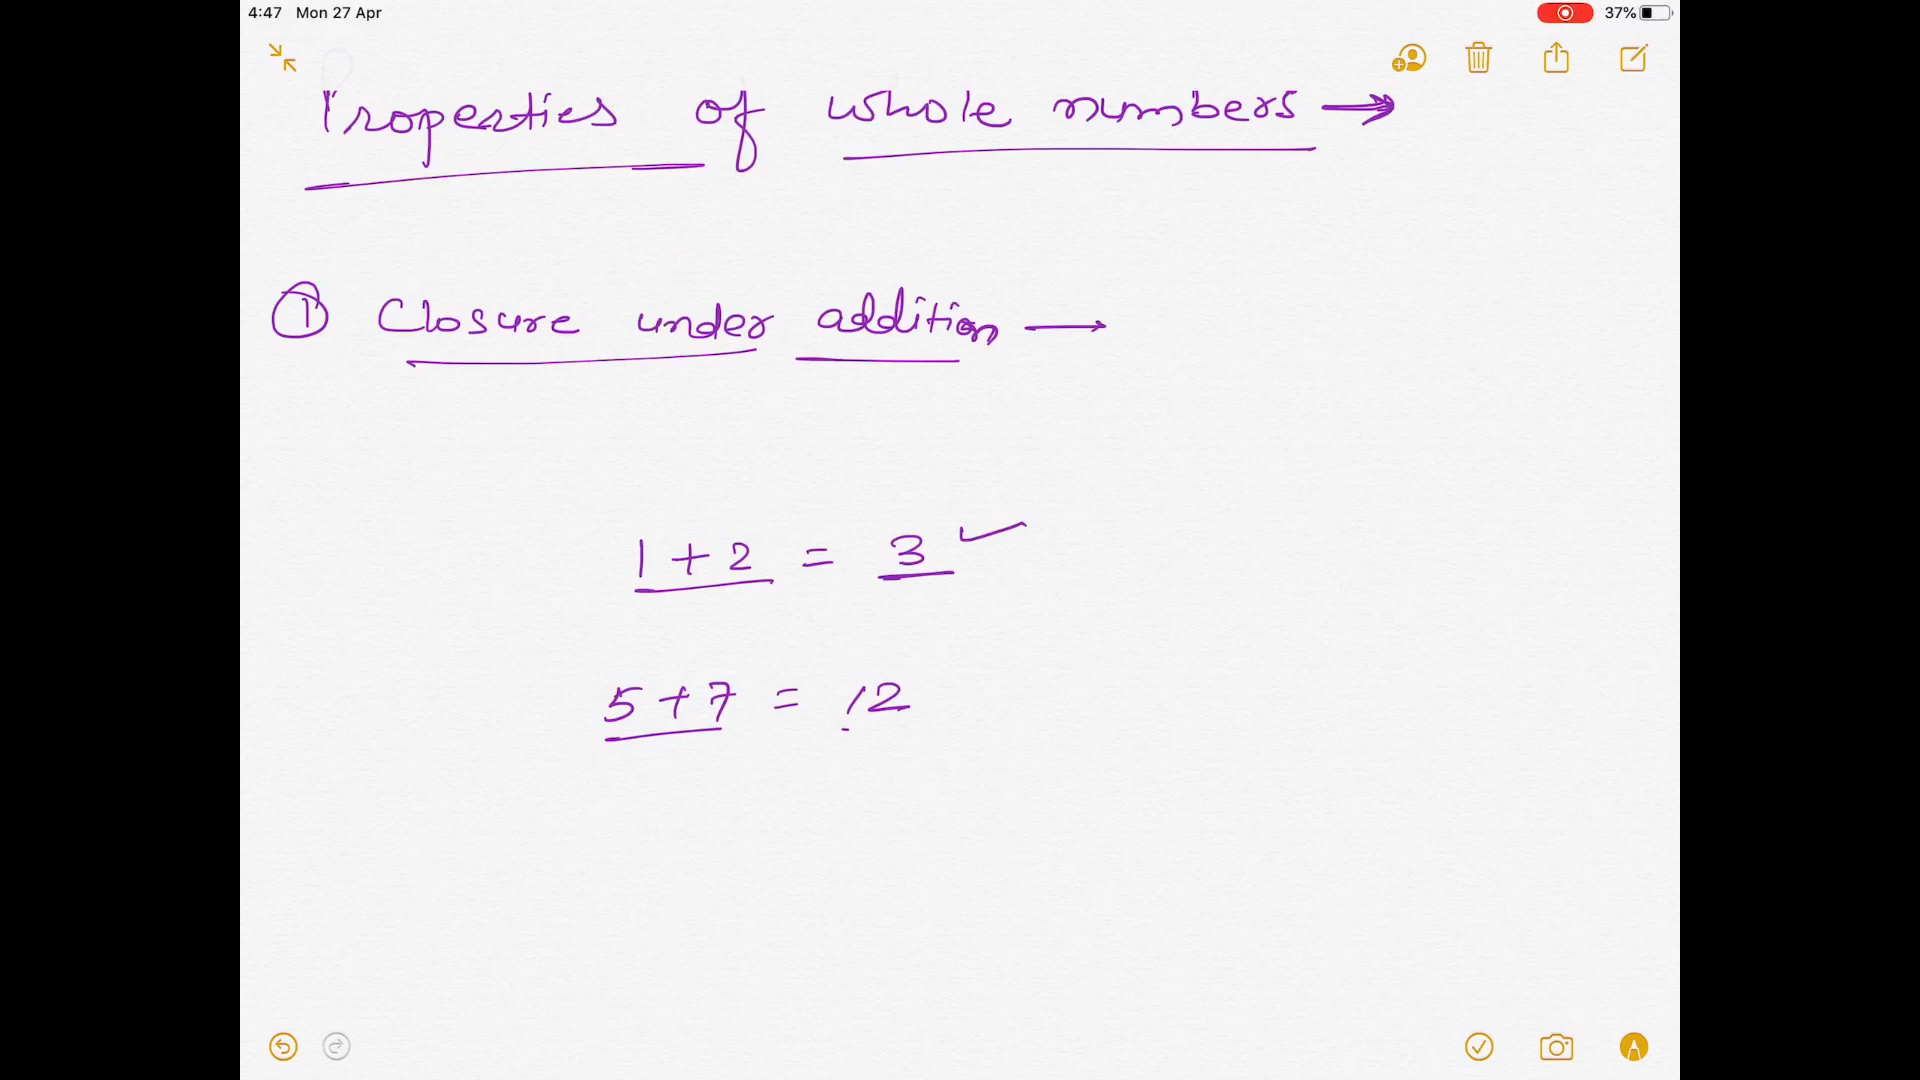 4:47 Mon 27 Apr 37%
Properties of whole numbers →
① Closure under addition →
1 + 2 = 3 ✓
5 + 7 = 12